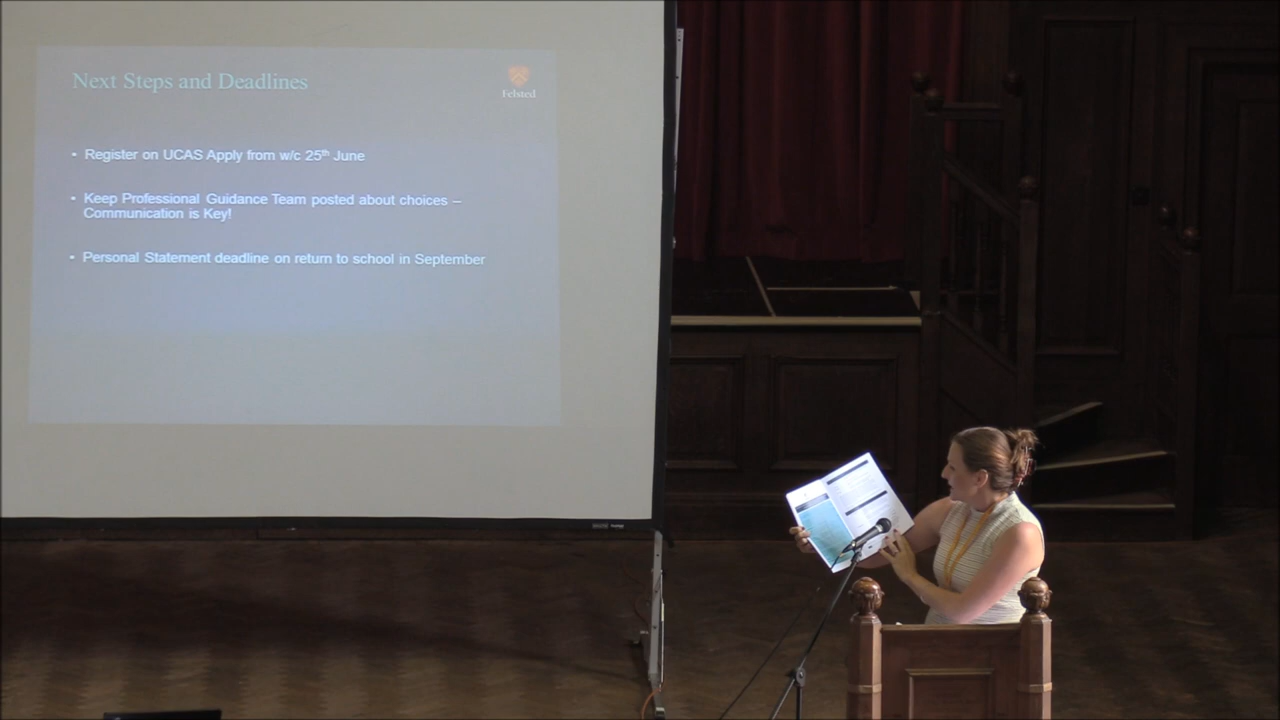 Next Steps and Deadlines
Felsted
• Register on UCAS Apply from w/c 25th June
• Keep Professional Guidance Team posted about choices –
Communication is Key!
• Personal Statement deadline on return to school in September